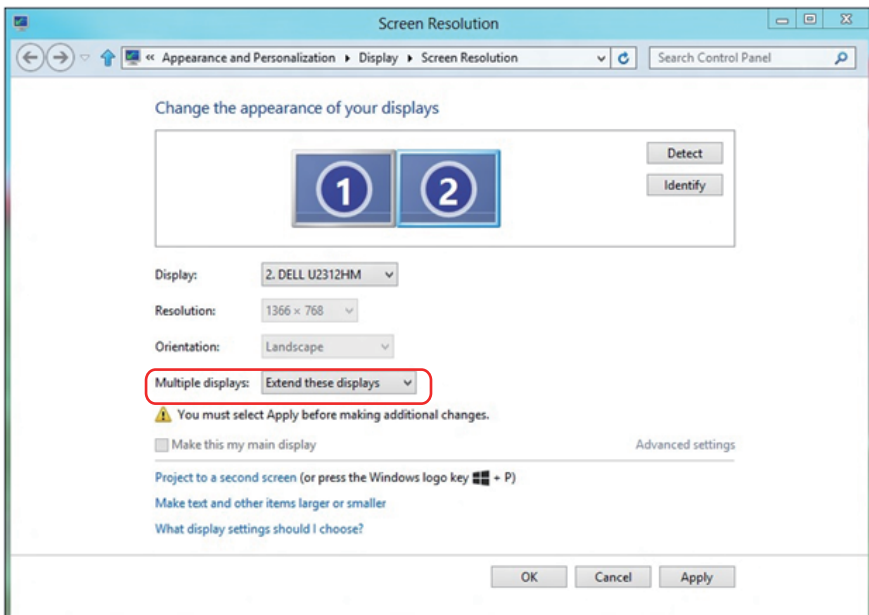 Screen Resolution
« Appearance and Personalization ▸ Display ▸ Screen Resolution
Search Control Panel
Change the appearance of your displays
1 2
Detect
Identify
Display: 2. DELL U2312HM
Resolution: 1366 × 768
Orientation: Landscape
Multiple displays: Extend these displays
You must select Apply before making additional changes.
Make this my main display
Advanced settings
Project to a second screen (or press the Windows logo key + P)
Make text and other items larger or smaller
What display settings should I choose?
OK Cancel Apply